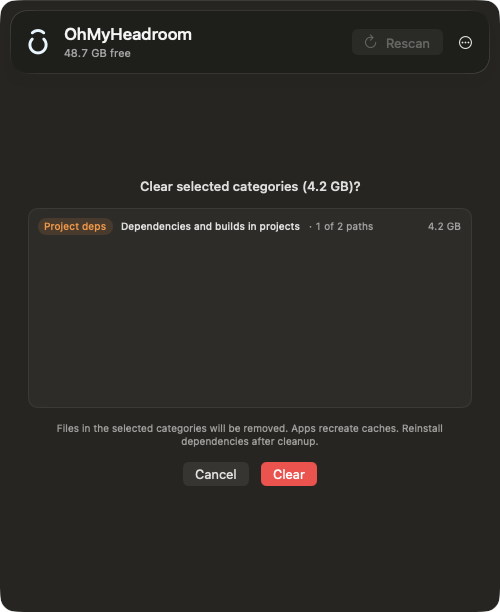 OhMyHeadroom
48.7 GB free
Rescan
Clear selected categories (4.2 GB)?
Project deps Dependencies and builds in projects · 1 of 2 paths 4.2 GB
Files in the selected categories will be removed. Apps recreate caches. Reinstall
dependencies after cleanup.
Cancel Clear